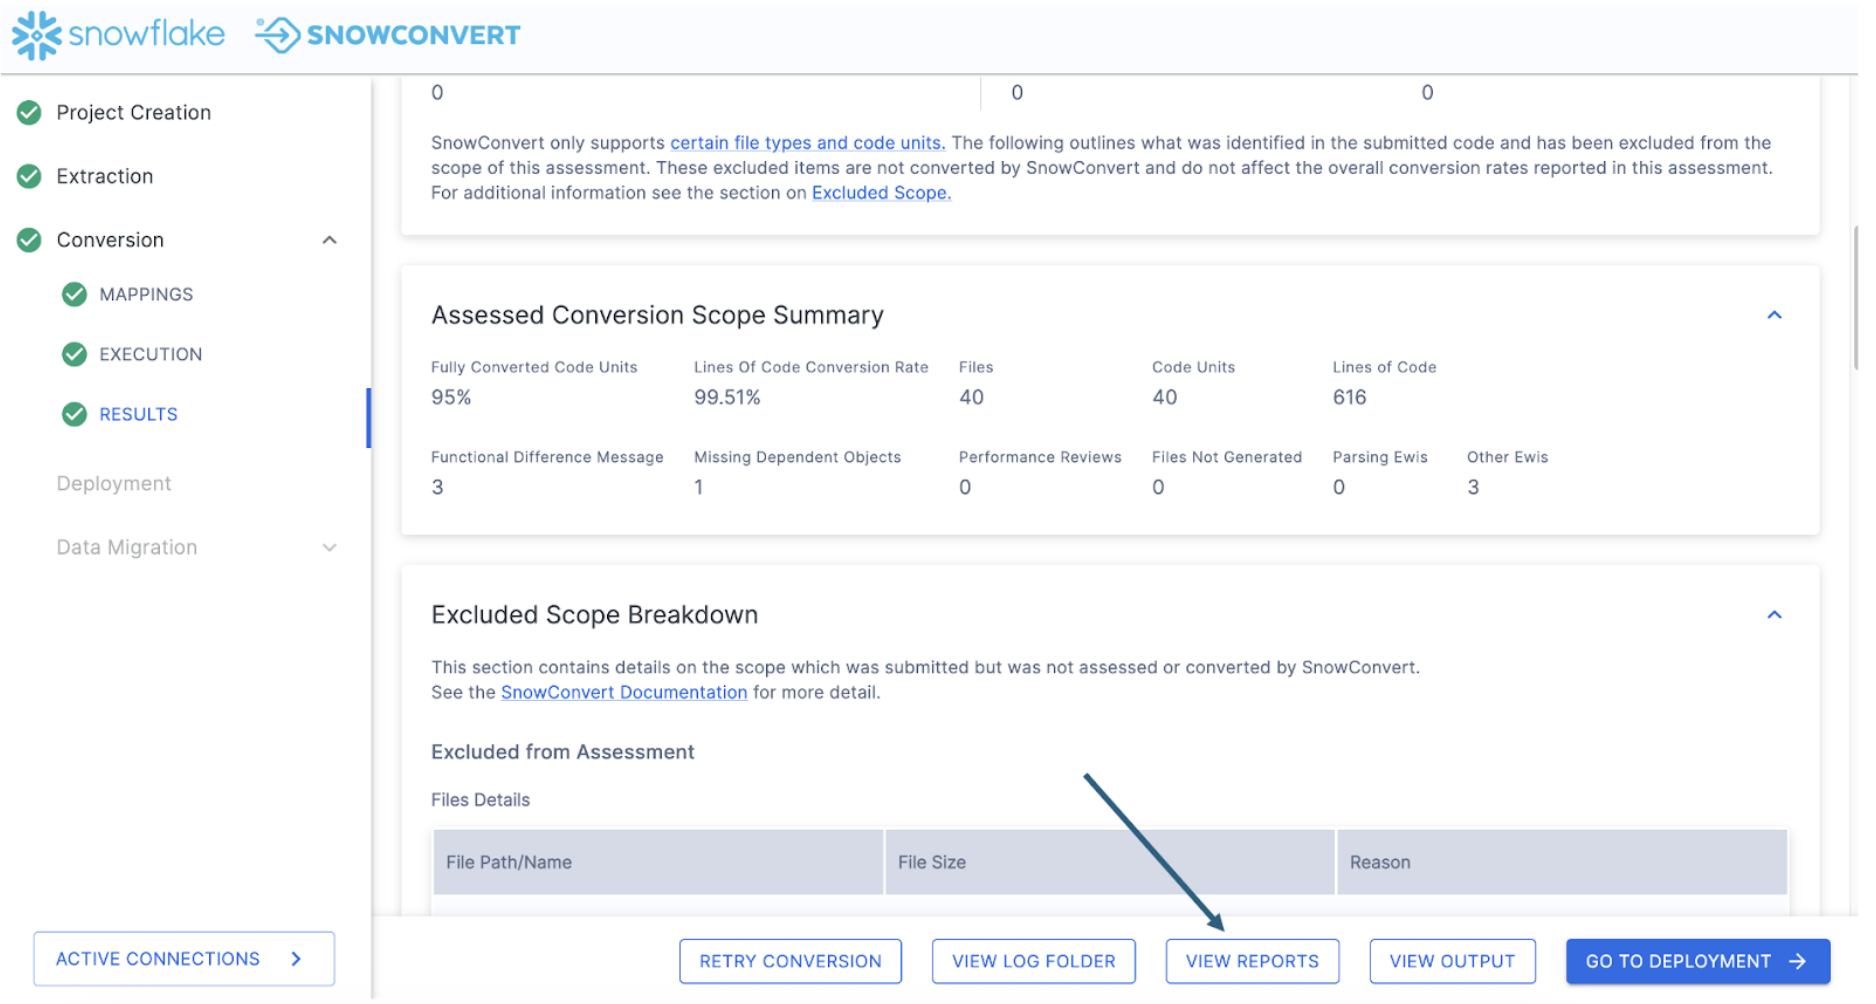 snowflake SNOWCONVERT
Project Creation
Extraction
Conversion
MAPPINGS
EXECUTION
RESULTS
Deployment
Data Migration
ACTIVE CONNECTIONS
0 0 0
SnowConvert only supports certain file types and code units. The following outlines what was identified in the submitted code and has been excluded from the
scope of this assessment. These excluded items are not converted by SnowConvert and do not affect the overall conversion rates reported in this assessment.
For additional information see the section on Excluded Scope.
Assessed Conversion Scope Summary
Fully Converted Code Units Lines Of Code Conversion Rate Files Code Units Lines of Code
95% 99.51% 40 40 616
Functional Difference Message Missing Dependent Objects Performance Reviews Files Not Generated Parsing Ewis Other Ewis
3 1 0 0 0 3
Excluded Scope Breakdown
This section contains details on the scope which was submitted but was not assessed or converted by SnowConvert.
See the SnowConvert Documentation for more detail.
Excluded from Assessment
Files Details
File Path/Name File Size Reason
RETRY CONVERSION VIEW LOG FOLDER VIEW REPORTS VIEW OUTPUT GO TO DEPLOYMENT